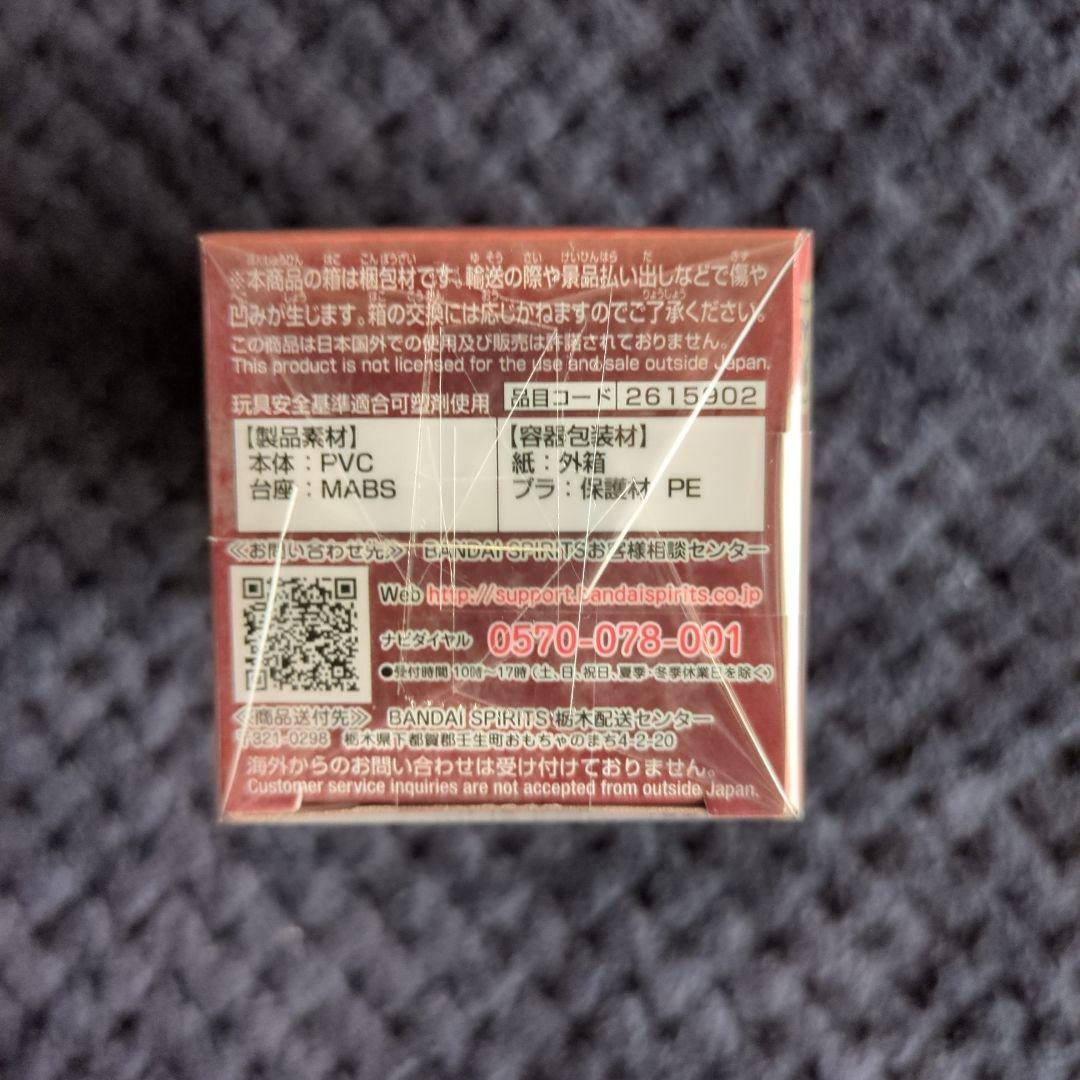 ※本商品の箱は梱包材です。輸送の際や景品払い出しなどで傷や
凹みが生じます。箱の交換には応じかねますのでご了承ください。
この商品は日本国外での使用及び販売は許諾されておりません。
This product is not licensed for the use and sale outside Japan.
玩具安全基準適合可塑剤使用 品目コード 2615902
【製品素材】 【容器包装材】
本体：PVC 紙：外箱
台座：MABS プラ：保護材 PE
≪お問い合わせ先≫ BANDAI SPIRITSお客様相談センター
Web http://support.bandaispirits.co.jp
ナビダイヤル 0570-078-001
●受付時間 10時〜17時（土、日、祝日、夏季・冬季休業日を除く）
≪商品送付先≫ BANDAI SPIRITS 栃木配送センター
〒321-0298 栃木県下都賀郡壬生町おもちゃのまち4-2-20
海外からのお問い合わせは受け付けておりません。
Customer service inquiries are not accepted from outside Japan.